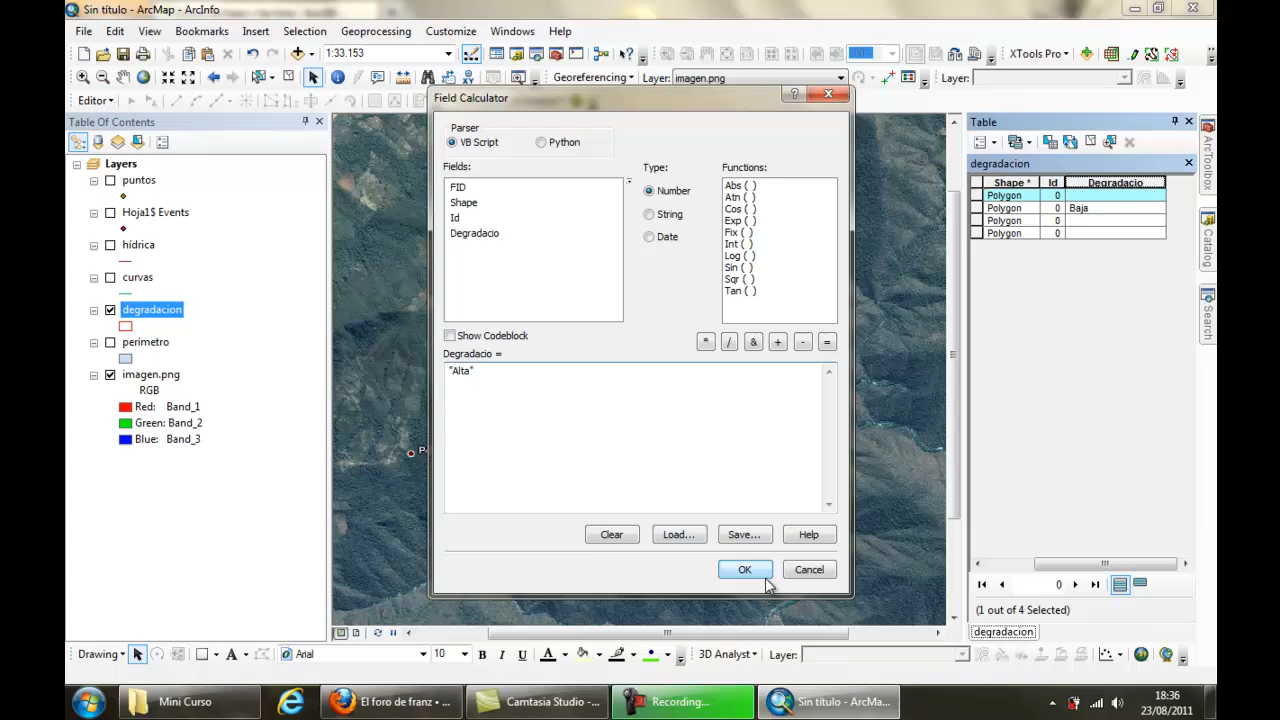 Sin título - ArcMap - ArcInfo
File Edit View Bookmarks Insert Selection Geoprocessing Customize Windows Help
1:33.153
XTools Pro
Georeferencing Layer: imagen.png
Layer:
Editor
Table Of Contents
Layers
puntos
Hoja1$ Events
hídrica
curvas
degradacion
perímetro
imagen.png
RGB
Red: Band_1
Green: Band_2
Blue: Band_3
Field Calculator
Parser
VB Script Python
Fields:
FID
Shape
Id
Degradacio
Type:
Number
String
Date
Functions:
Abs ( )
Atn ( )
Cos ( )
Exp ( )
Fix ( )
Int ( )
Log ( )
Sin ( )
Sqr ( )
Tan ( )
Show Codeblock
* / & + - =
Degradacio =
"Alta"
Clear Load... Save... Help
OK Cancel
Table
degradacion
Shape * Id Degradacio
Polygon 0
Polygon 0 Baja
Polygon 0
Polygon 0
0
(1 out of 4 Selected)
degradacion
ArcToolbox
Catalog
Search
Drawing Arial 10 B I U A 3D Analyst Layer:
Mini Curso
El foro de franz • ...
Camtasia Studio -...
Recording...
Sin título - ArcMa...
18:36
23/08/2011